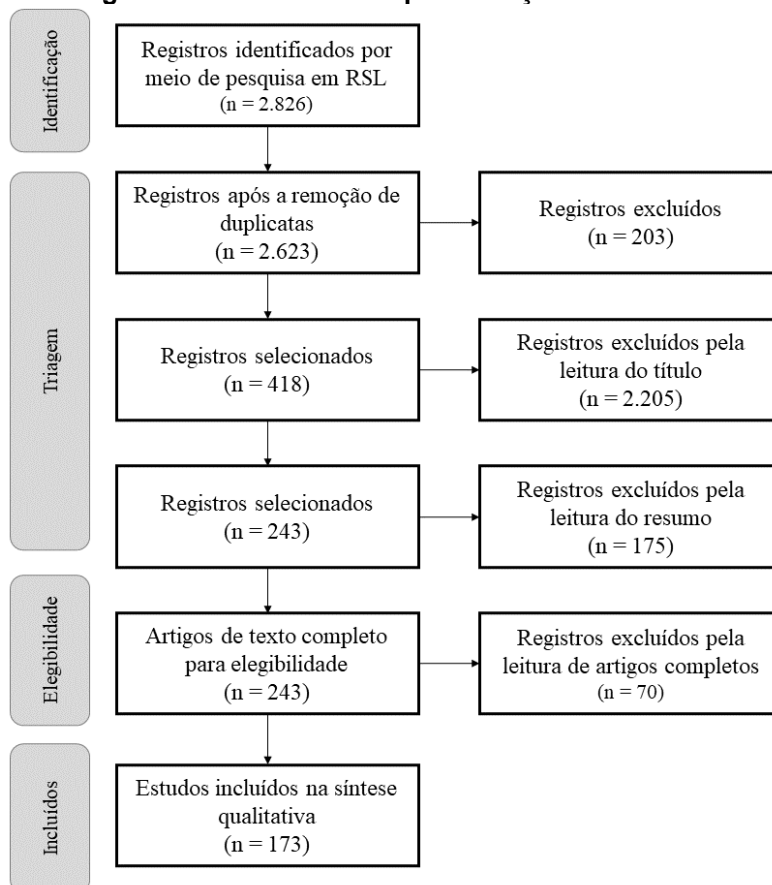 Identificação
Registros identificados por
meio de pesquisa em RSL
(n = 2.826)
Triagem
Registros após a remoção de
duplicatas
(n = 2.623)
Registros excluídos
(n = 203)
Registros selecionados
(n = 418)
Registros excluídos pela
leitura do título
(n = 2.205)
Registros selecionados
(n = 243)
Registros excluídos pela
leitura do resumo
(n = 175)
Elegibilidade
Artigos de texto completo
para elegibilidade
(n = 243)
Registros excluídos pela
leitura de artigos completos
(n = 70)
Incluídos
Estudos incluídos na síntese
qualitativa
(n = 173)